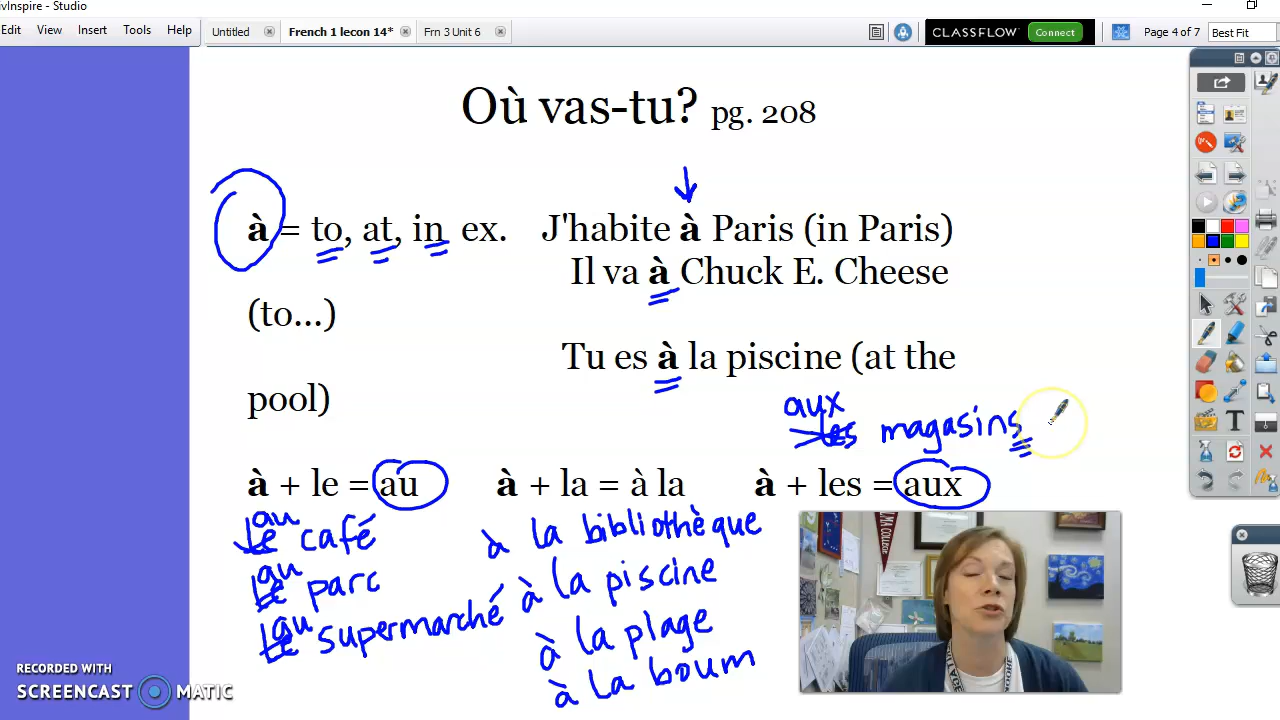 ivInspire - Studio
Edit View Insert Tools Help Untitled French 1 lecon 14* Frn 3 Unit 6 CLASSFLOW Connect Page 4 of 7 Best Fit
Où vas-tu? pg. 208
à = to, at, in ex. J'habite à Paris (in Paris)
Il va à Chuck E. Cheese
(to...)
Tu es à la piscine (at the
pool)
aux
les magasins
à + le = au à + la = à la à + les = aux
au
le café
à la bibliothèque
au
le parc
à la piscine
au
le supermarché
à la plage
à la boum
RECORDED WITH
SCREENCAST MATIC